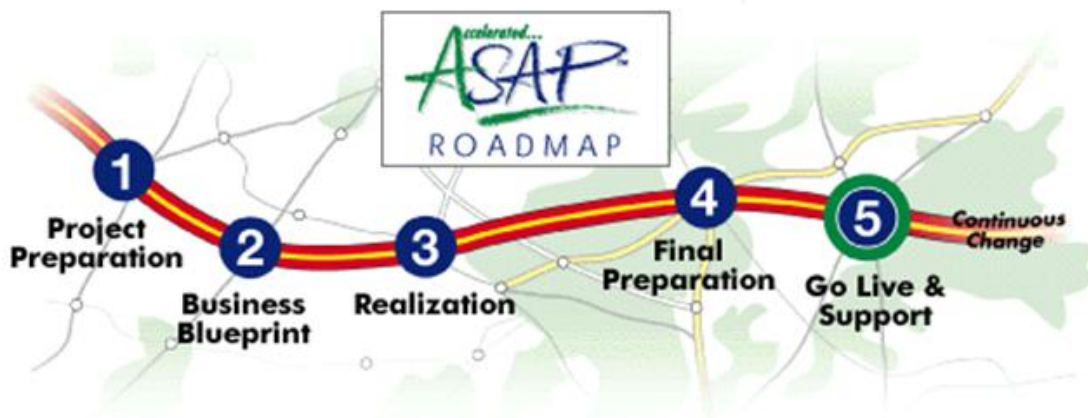 Accelerated...
ASAP™
ROADMAP
1
Project
Preparation
2
Business
Blueprint
3
Realization
4
Final
Preparation
5
Go Live &
Support
Continuous
Change